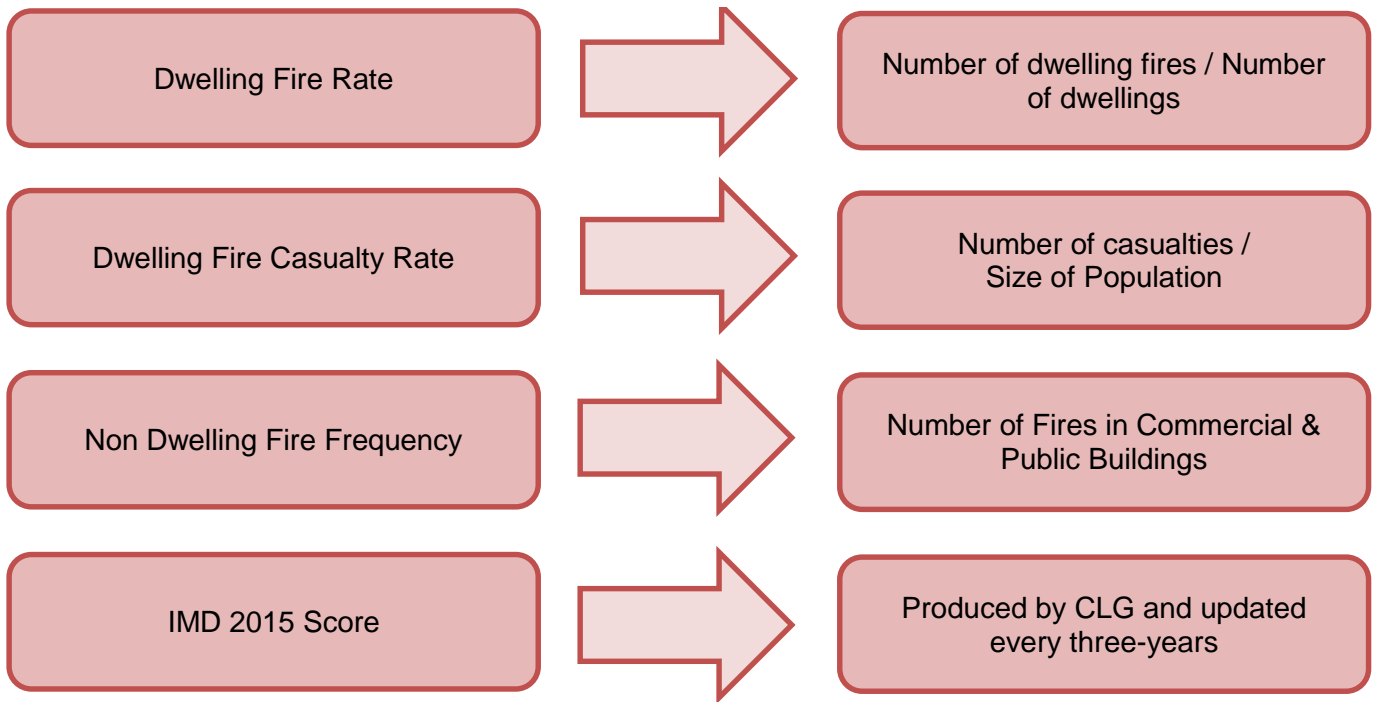 Dwelling Fire Rate
Number of dwelling fires / Number
of dwellings
Dwelling Fire Casualty Rate
Number of casualties /
Size of Population
Non Dwelling Fire Frequency
Number of Fires in Commercial &
Public Buildings
IMD 2015 Score
Produced by CLG and updated
every three-years